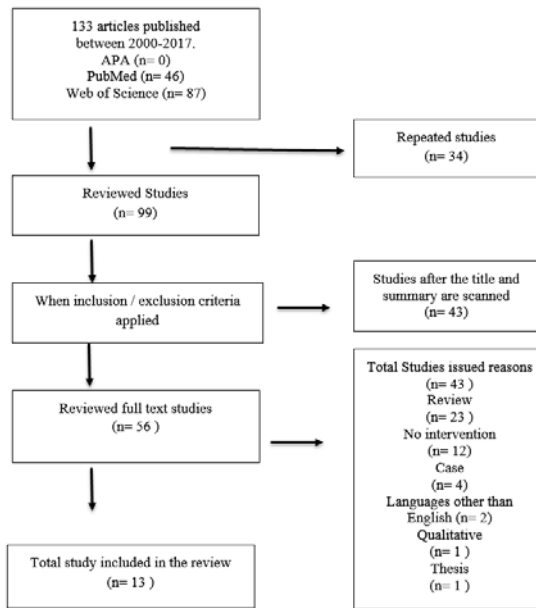 133 articles published
between 2000-2017.
APA (n= 0)
PubMed (n= 46)
Web of Science (n= 87)
Repeated studies
(n= 34)
Reviewed Studies
(n= 99)
Studies after the title and
summary are scanned
(n= 43)
When inclusion / exclusion criteria
applied
Total Studies issued reasons
(n= 43 )
Review
(n= 23)
No intervention
(n= 12)
Case
(n= 4)
Languages other than
English (n= 2)
Qualitative
(n= 1 )
Thesis
(n= 1 )
Reviewed full text studies
(n= 56 )
Total study included in the review
(n= 13 )